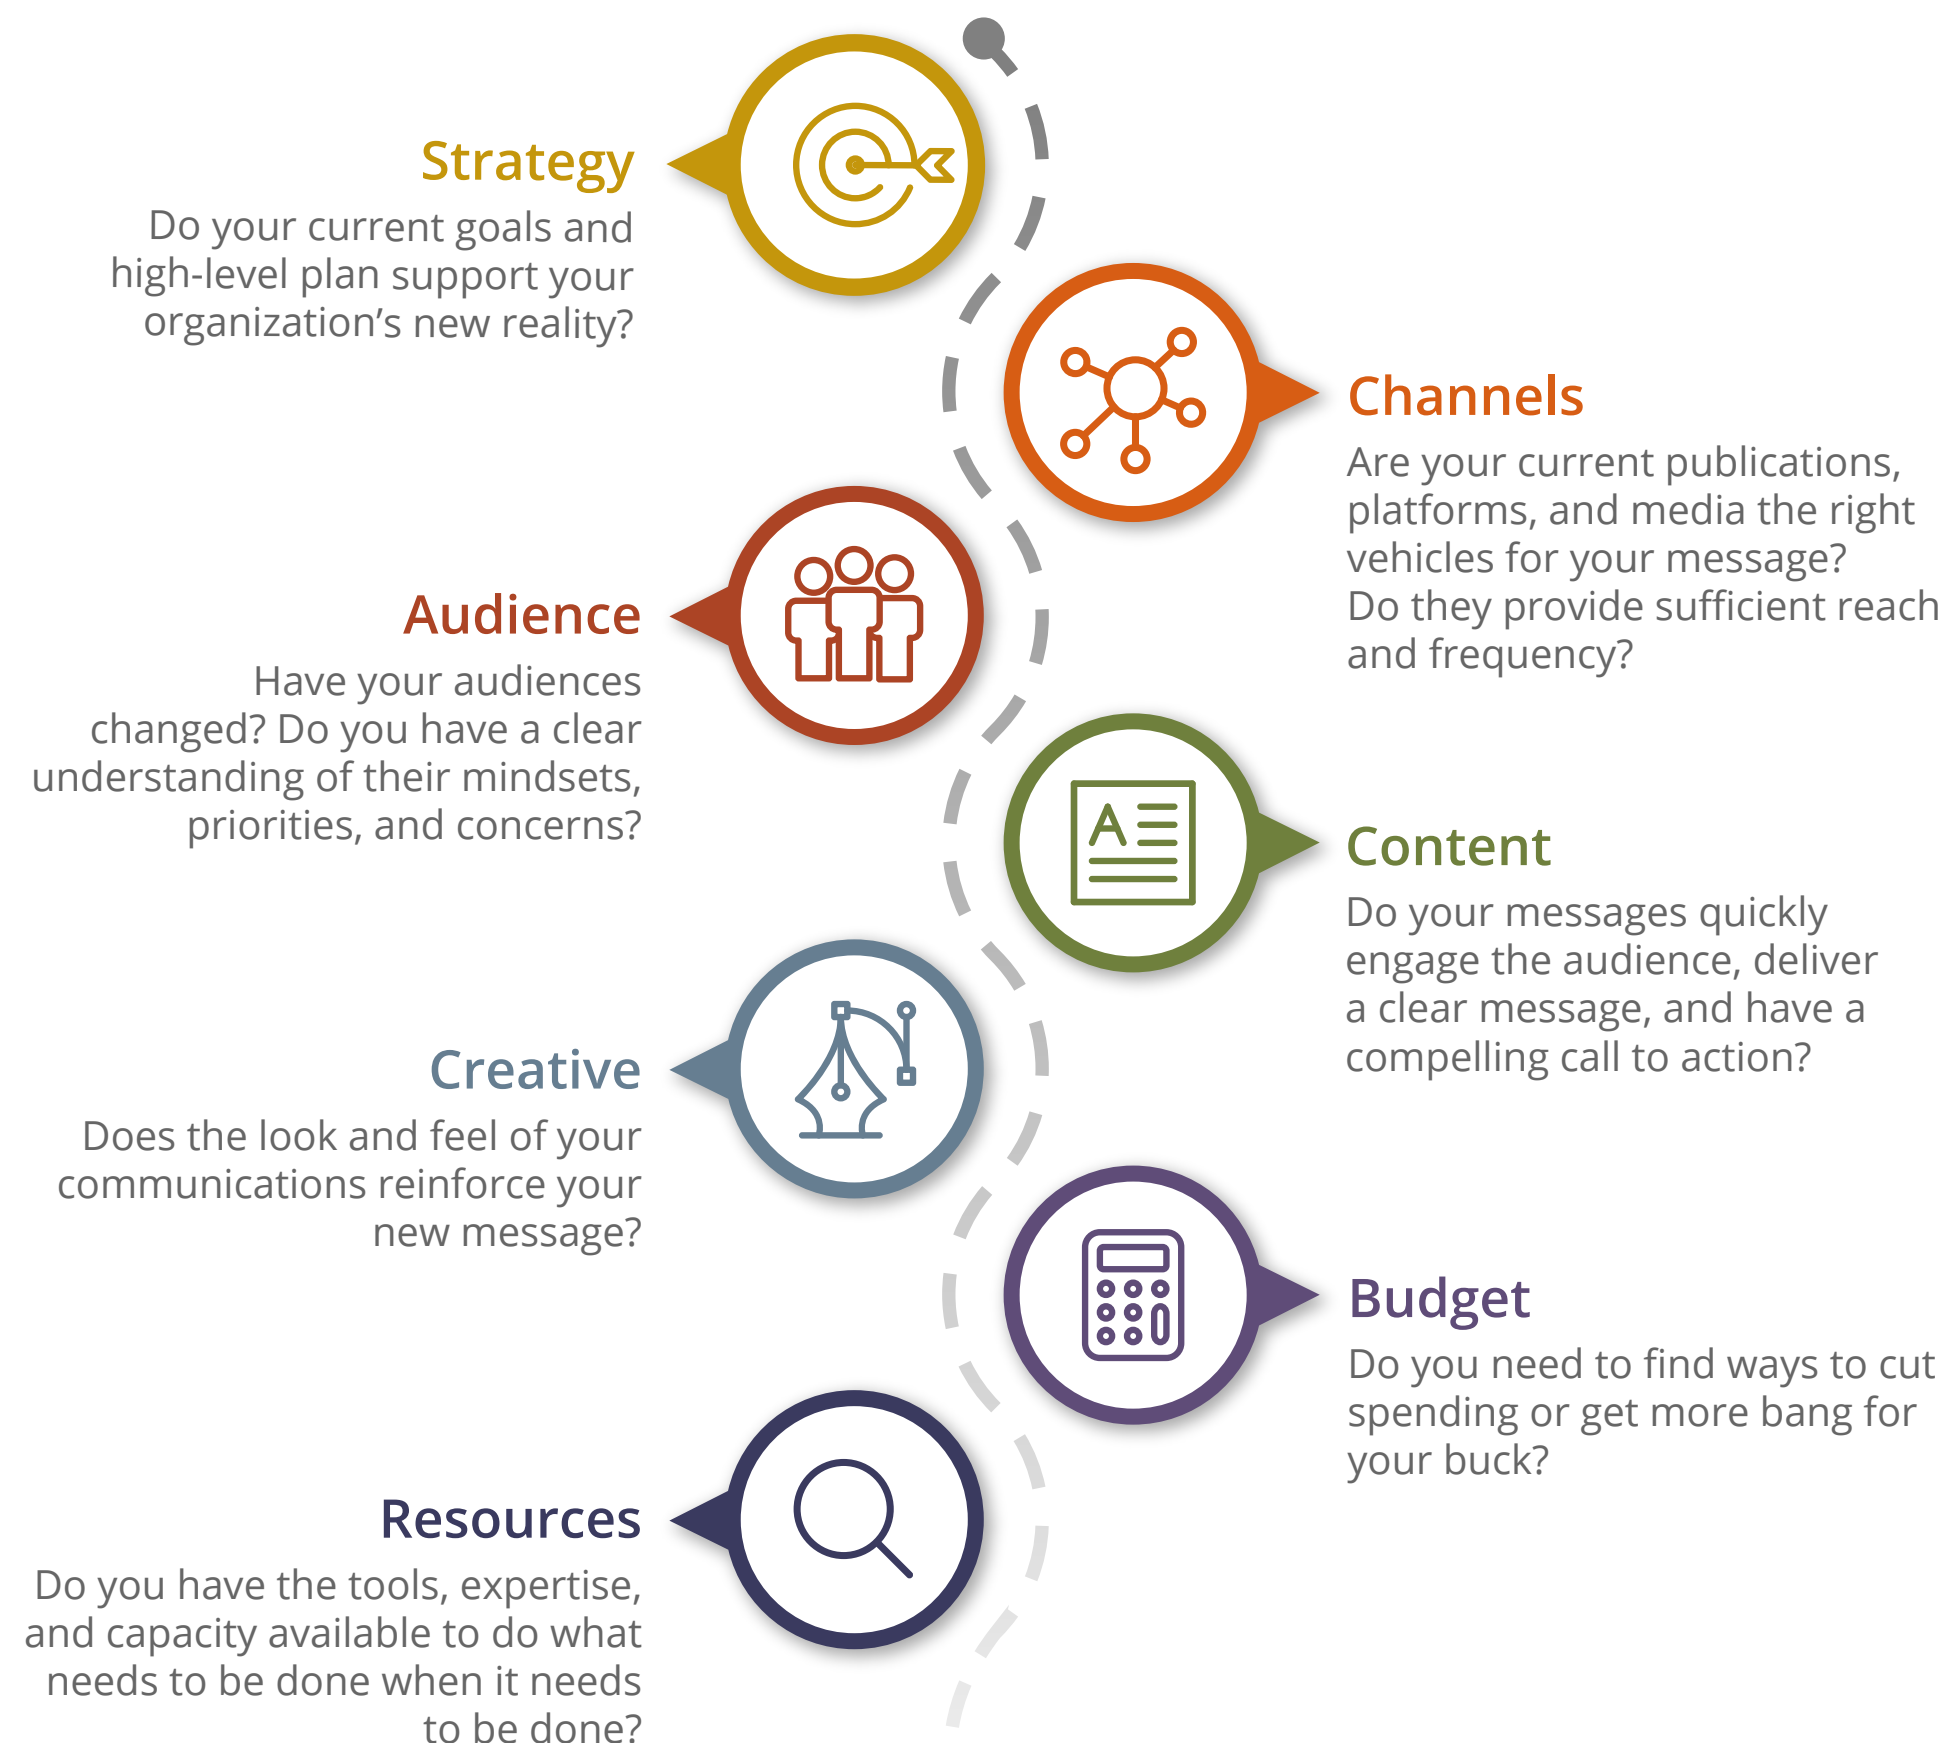 Strategy
Do your current goals and
high-level plan support your
organization’s new reality?
Channels
Are your current publications,
platforms, and media the right
vehicles for your message?
Do they provide sufficient reach
and frequency?
Audience
Have your audiences
changed? Do you have a clear
understanding of their mindsets,
priorities, and concerns?
A
Content
Do your messages quickly
engage the audience, deliver
a clear message, and have a
compelling call to action?
Creative
Does the look and feel of your
communications reinforce your
new message?
Budget
Do you need to find ways to cut
spending or get more bang for
your buck?
Resources
Do you have the tools, expertise,
and capacity available to do what
needs to be done when it needs
to be done?